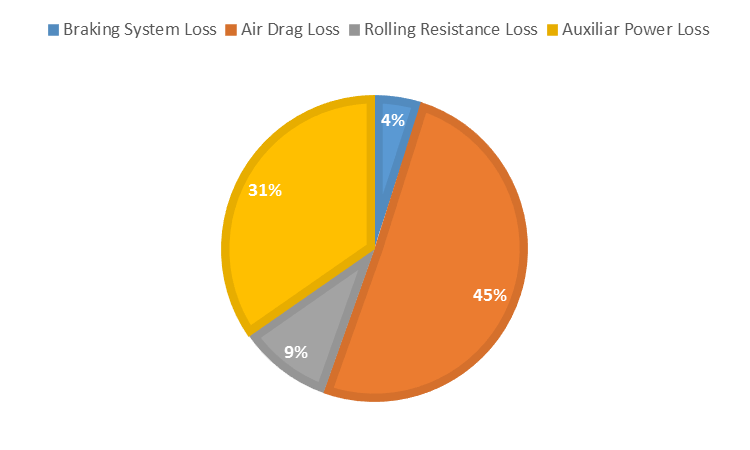 Braking System Loss Air Drag Loss Rolling Resistance Loss Auxiliar Power Loss
4%
31%
45%
9%